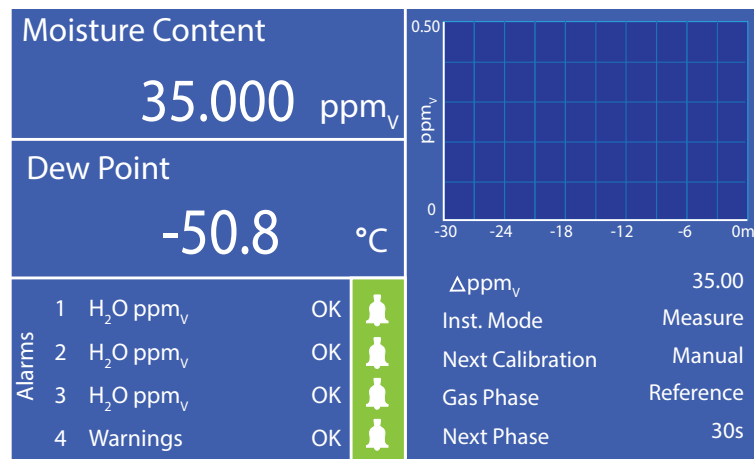 Moisture Content
35.000 ppmᵥ
Dew Point
-50.8 °C
Alarms
1 H₂O ppmᵥ OK
2 H₂O ppmᵥ OK
3 H₂O ppmᵥ OK
4 Warnings OK
0.50
ppmᵥ
0
-30 -24 -18 -12 -6 0m
Δppmᵥ 35.00
Inst. Mode Measure
Next Calibration Manual
Gas Phase Reference
Next Phase 30s